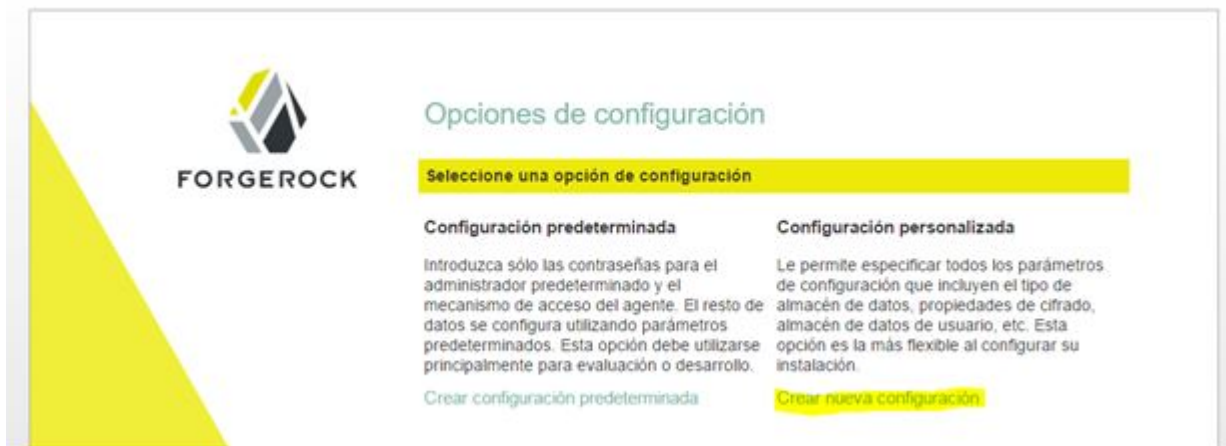 FORGEROCK
Opciones de configuración
Seleccione una opción de configuración
Configuración predeterminada
Introduzca sólo las contraseñas para el
administrador predeterminado y el
mecanismo de acceso del agente. El resto de
datos se configura utilizando parámetros
predeterminados. Esta opción debe utilizarse
principalmente para evaluación o desarrollo.
Crear configuración predeterminada
Configuración personalizada
Le permite especificar todos los parámetros
de configuración que incluyen el tipo de
almacén de datos, propiedades de cifrado,
almacén de datos de usuario, etc. Esta
opción es la más flexible al configurar su
instalación.
Crear nueva configuración